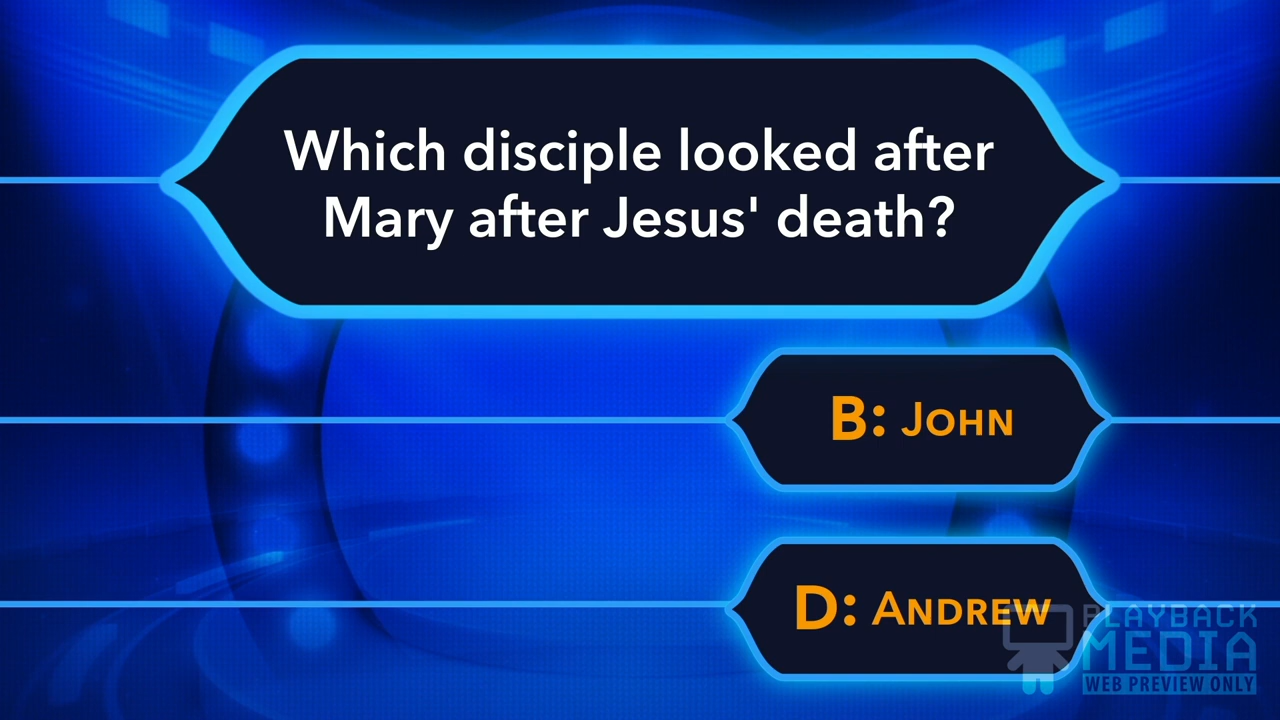 Which disciple looked after
Mary after Jesus' death?
B: John
D: Andrew
PLAYBACK
MEDIA
WEB PREVIEW ONLY